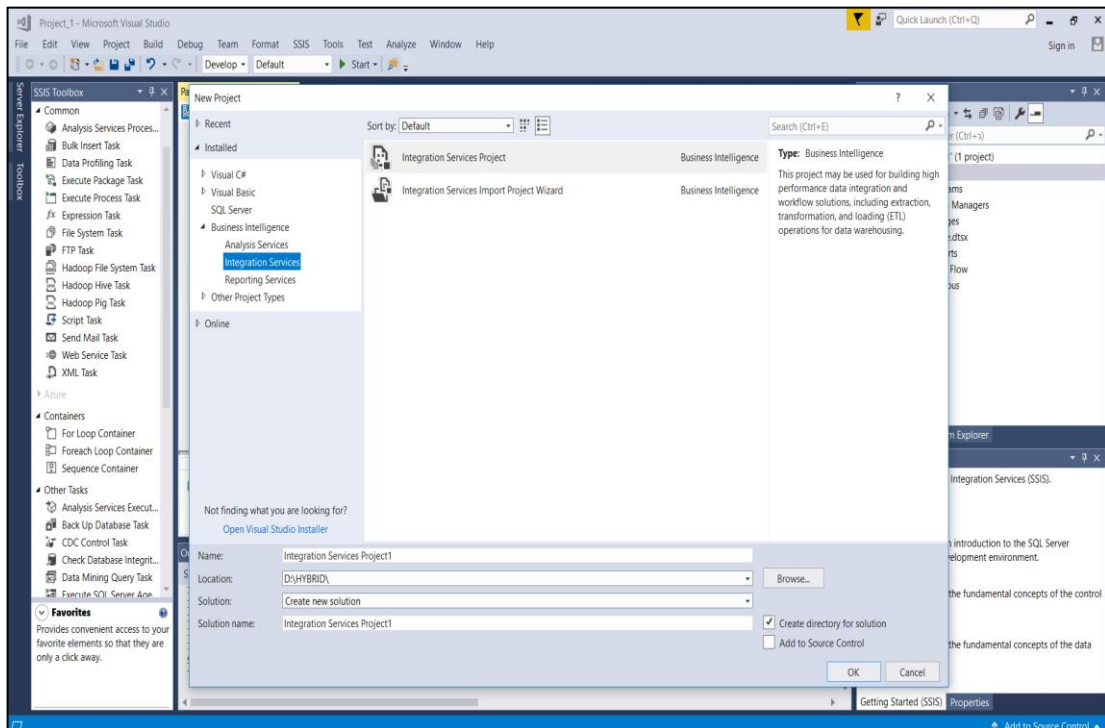 Project_1 - Microsoft Visual Studio
Quick Launch (Ctrl+Q)
File Edit View Project Build Debug Team Format SSIS Tools Test Analyze Window Help
Sign in
Develop Default Start
Server Explorer
Toolbox
SSIS Toolbox
Common
Analysis Services Proces...
Bulk Insert Task
Data Profiling Task
Execute Package Task
Execute Process Task
Expression Task
File System Task
FTP Task
Hadoop File System Task
Hadoop Hive Task
Hadoop Pig Task
Script Task
Send Mail Task
Web Service Task
XML Task
Azure
Containers
For Loop Container
Foreach Loop Container
Sequence Container
Other Tasks
Analysis Services Execut...
Back Up Database Task
CDC Control Task
Check Database Integrit...
Data Mining Query Task
Execute SQL Server Age
Favorites
Provides convenient access to your
favorite elements so that they are
only a click away.
New Project
Recent
Installed
Visual C#
Visual Basic
SQL Server
Business Intelligence
Analysis Services
Integration Services
Reporting Services
Other Project Types
Online
Not finding what you are looking for?
Open Visual Studio Installer
Sort by: Default
Integration Services Project Business Intelligence
Integration Services Import Project Wizard Business Intelligence
Search (Ctrl+E)
Type: Business Intelligence
This project may be used for building high
performance data integration and
workflow solutions, including extraction,
transformation, and loading (ETL)
operations for data warehousing.
Name: Integration Services Project1
Location: D:\HYBRID\
Browse...
Solution: Create new solution
Solution name: Integration Services Project1
Create directory for solution
Add to Source Control
OK Cancel
(1 project)
Managers
.dtsx
Flow
Explorer
Integration Services (SSIS).
introduction to the SQL Server
elopment environment.
the fundamental concepts of the control
the fundamental concepts of the data
Getting Started (SSIS) Properties
Add to Source Control